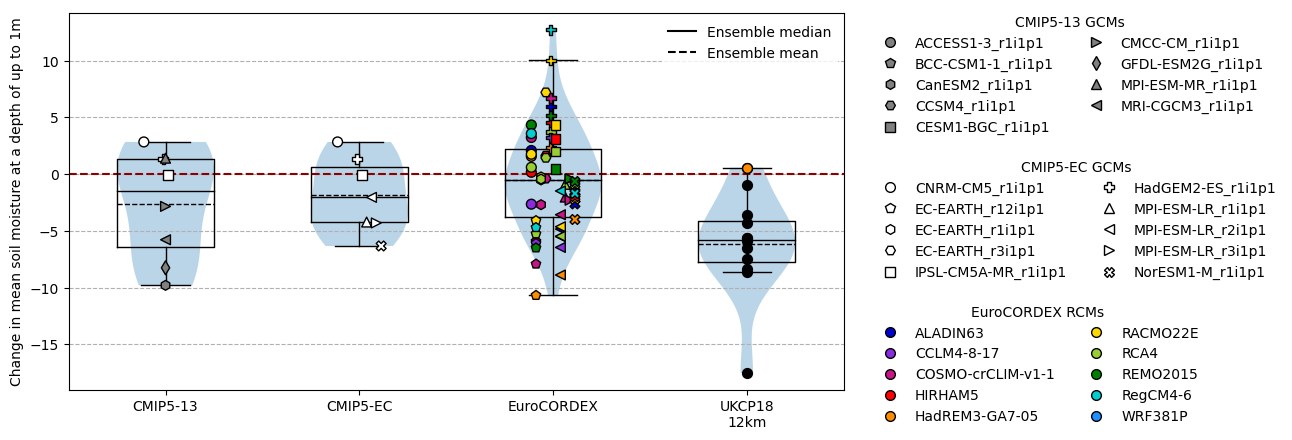 Change in mean soil moisture at a depth of up to 1m
10
5
0
−5
−10
−15
Ensemble median
Ensemble mean
CMIP5-13
CMIP5-EC
EuroCORDEX
UKCP18
12km
CMIP5-13 GCMs
ACCESS1-3_r1i1p1
BCC-CSM1-1_r1i1p1
CanESM2_r1i1p1
CCSM4_r1i1p1
CESM1-BGC_r1i1p1
CMCC-CM_r1i1p1
GFDL-ESM2G_r1i1p1
MPI-ESM-MR_r1i1p1
MRI-CGCM3_r1i1p1
CMIP5-EC GCMs
CNRM-CM5_r1i1p1
EC-EARTH_r12i1p1
EC-EARTH_r1i1p1
EC-EARTH_r3i1p1
IPSL-CM5A-MR_r1i1p1
HadGEM2-ES_r1i1p1
MPI-ESM-LR_r1i1p1
MPI-ESM-LR_r2i1p1
MPI-ESM-LR_r3i1p1
NorESM1-M_r1i1p1
EuroCORDEX RCMs
ALADIN63
CCLM4-8-17
COSMO-crCLIM-v1-1
HIRHAM5
HadREM3-GA7-05
RACMO22E
RCA4
REMO2015
RegCM4-6
WRF381P